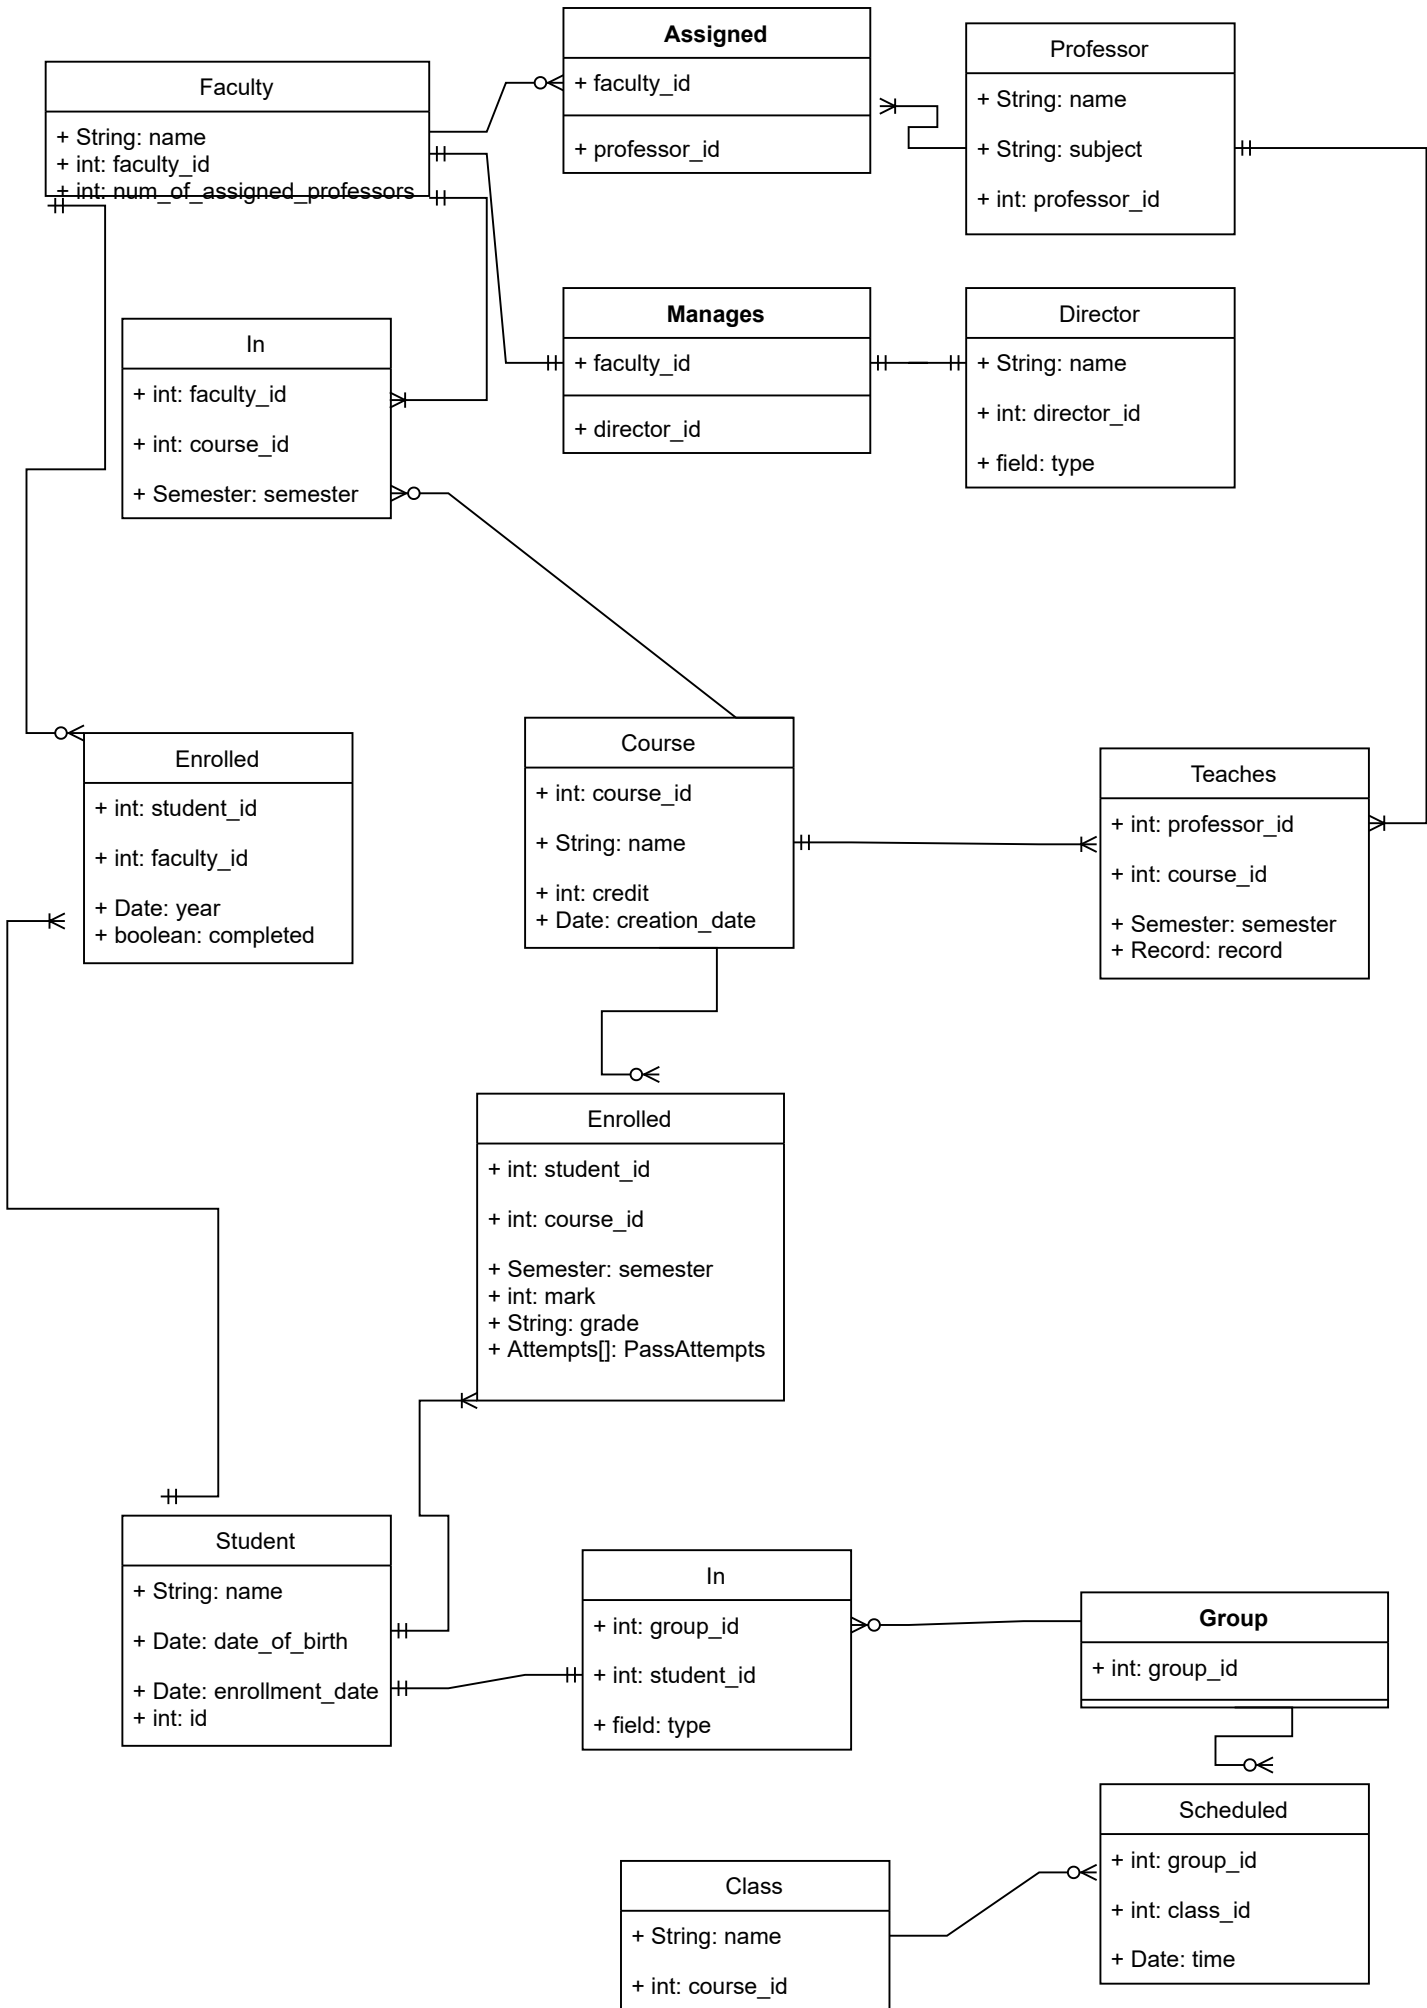 Assigned
+ faculty_id
+ professor_id
Professor
+ String: name
+ String: subject
+ int: professor_id
Faculty
+ String: name
+ int: faculty_id
+ int: num_of_assigned_professors
Manages
+ faculty_id
+ director_id
Director
+ String: name
+ int: director_id
+ field: type
In
+ int: faculty_id
+ int: course_id
+ Semester: semester
Enrolled
+ int: student_id
+ int: faculty_id
+ Date: year
+ boolean: completed
Course
+ int: course_id
+ String: name
+ int: credit
+ Date: creation_date
Teaches
+ int: professor_id
+ int: course_id
+ Semester: semester
+ Record: record
Enrolled
+ int: student_id
+ int: course_id
+ Semester: semester
+ int: mark
+ String: grade
+ Attempts[]: PassAttempts
Student
+ String: name
+ Date: date_of_birth
+ Date: enrollment_date
+ int: id
In
+ int: group_id
+ int: student_id
+ field: type
Group
+ int: group_id
Scheduled
+ int: group_id
+ int: class_id
+ Date: time
Class
+ String: name
+ int: course_id